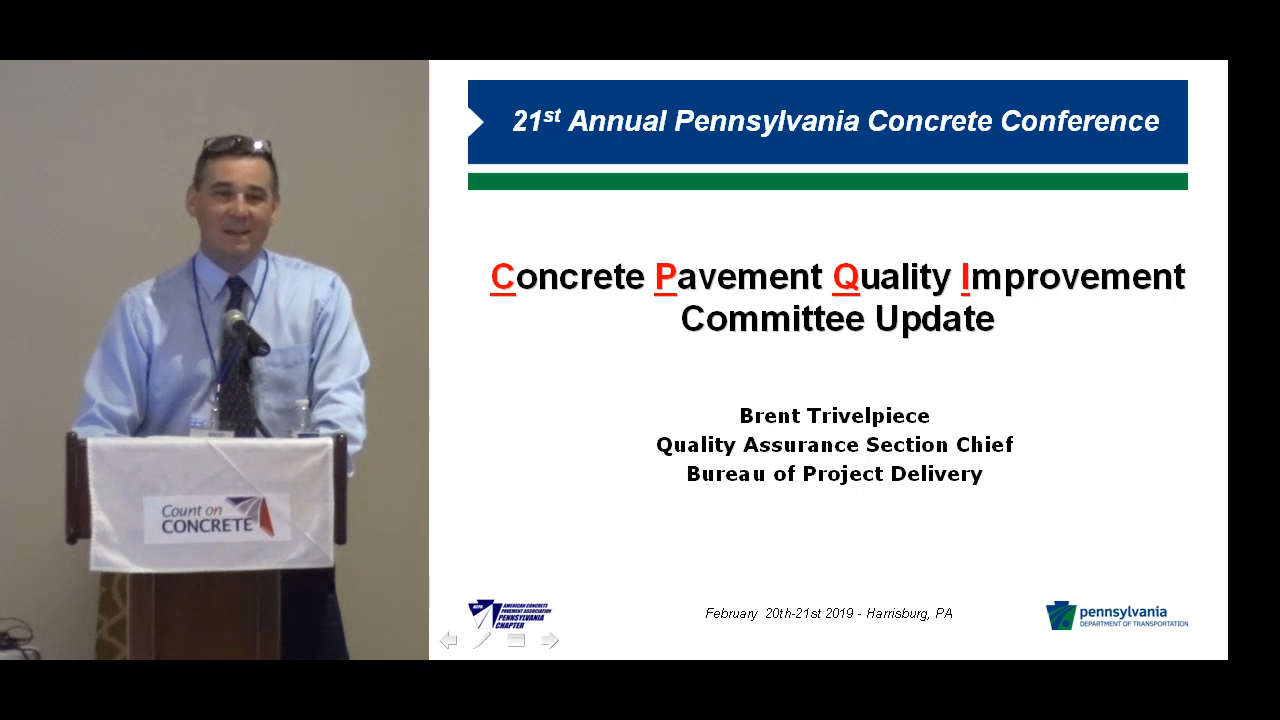 21st Annual Pennsylvania Concrete Conference
Concrete Pavement Quality Improvement
Committee Update
Brent Trivelpiece
Quality Assurance Section Chief
Bureau of Project Delivery
Count on
CONCRETE
ACPA
AMERICAN CONCRETE
PAVEMENT ASSOCIATION
PENNSYLVANIA
CHAPTER
February 20th-21st 2019 - Harrisburg, PA
pennsylvania
DEPARTMENT OF TRANSPORTATION